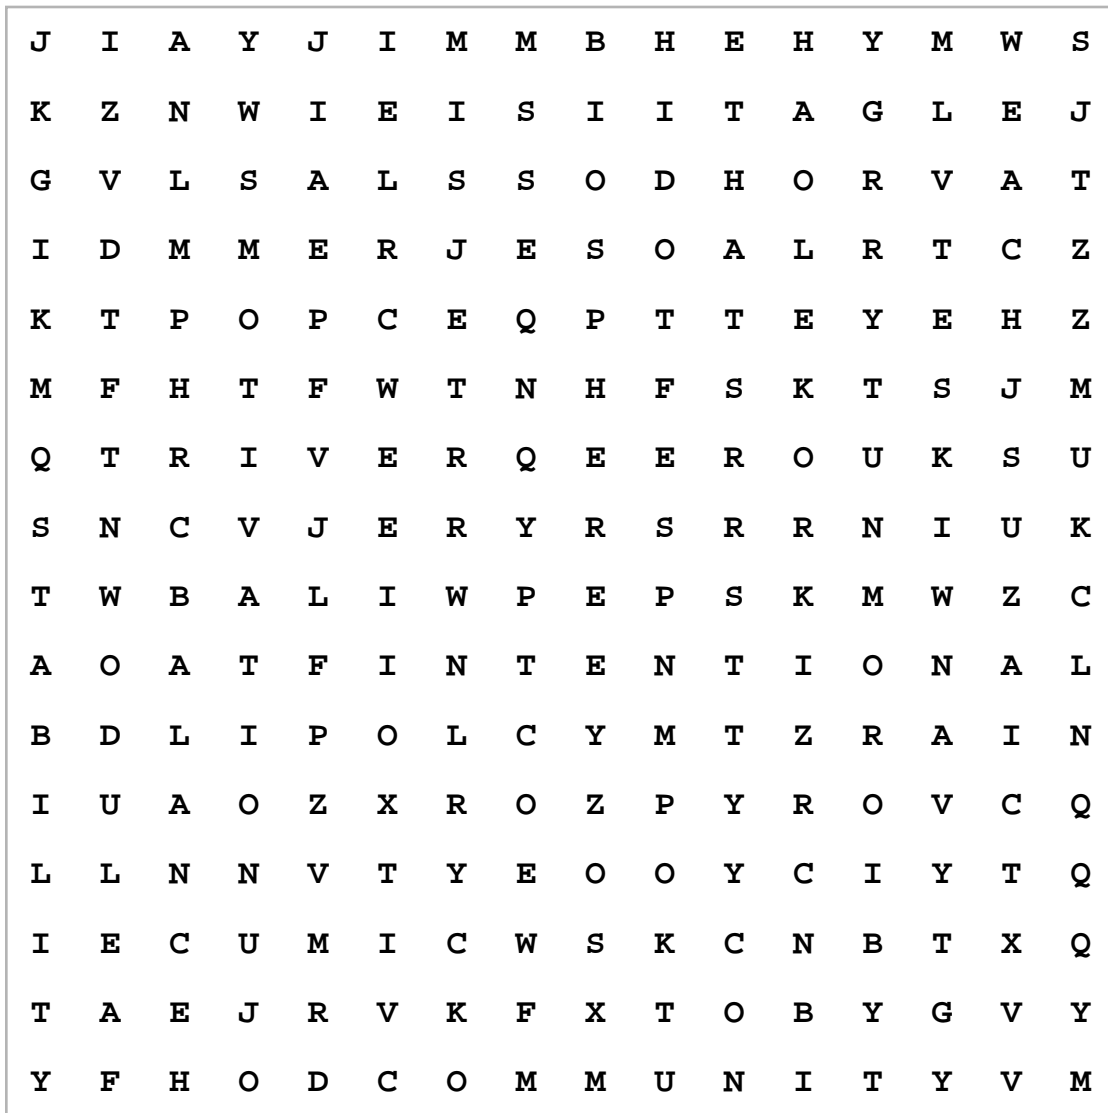 J I A Y J I M M B H E H Y M W S
K Z N W I E I S I I T A G L E J
G V L S A L S S O D H O R V A T
I D M M E R J E S O A L R T C Z
K T P O P C E Q P T T E Y E H Z
M F H T F W T N H F S K T S J M
Q T R I V E R Q E E R O U K S U
S N C V J E R Y R S R R N I U K
T W B A L I W P E P S K M W Z C
A O A T F I N T E N T I O N A L
B D L I P O L C Y M T Z R A I N
I U A O Z X R O Z P Y R O V C Q
L L N N V T Y E O O Y C I Y T Q
I E C U M I C W S K C N B T X Q
T A E J R V K F X T O B Y G V Y
Y F H O D C O M M U N I T Y V M